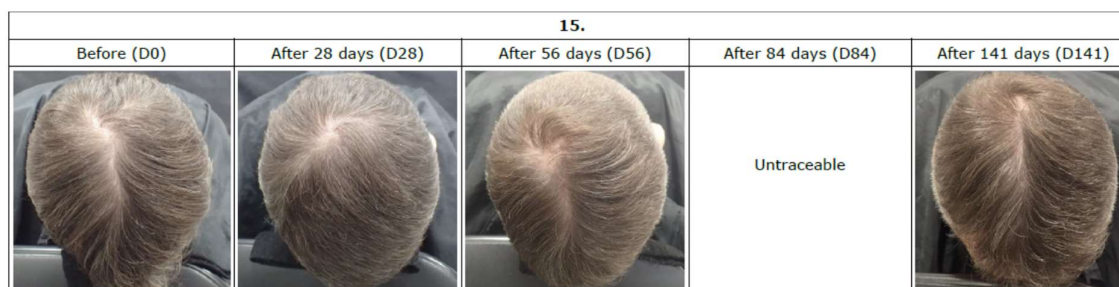 15.
Before (D0) After 28 days (D28) After 56 days (D56) After 84 days (D84) After 141 days (D141)
Untraceable